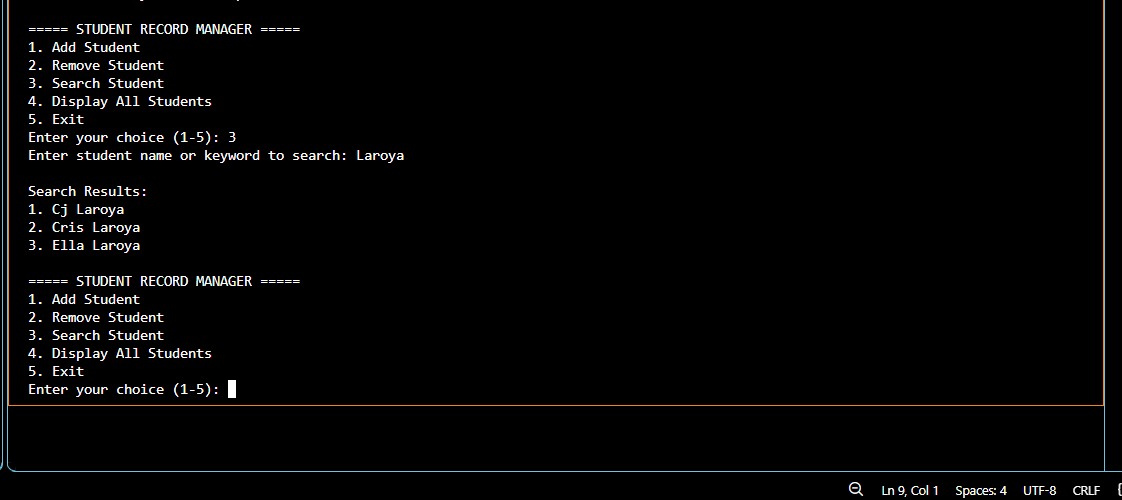 ===== STUDENT RECORD MANAGER =====
1. Add Student
2. Remove Student
3. Search Student
4. Display All Students
5. Exit
Enter your choice (1-5): 3
Enter student name or keyword to search: Laroya
Search Results:
1. Cj Laroya
2. Cris Laroya
3. Ella Laroya
===== STUDENT RECORD MANAGER =====
1. Add Student
2. Remove Student
3. Search Student
4. Display All Students
5. Exit
Enter your choice (1-5):
Ln 9, Col 1 Spaces: 4 UTF-8 CRLF {